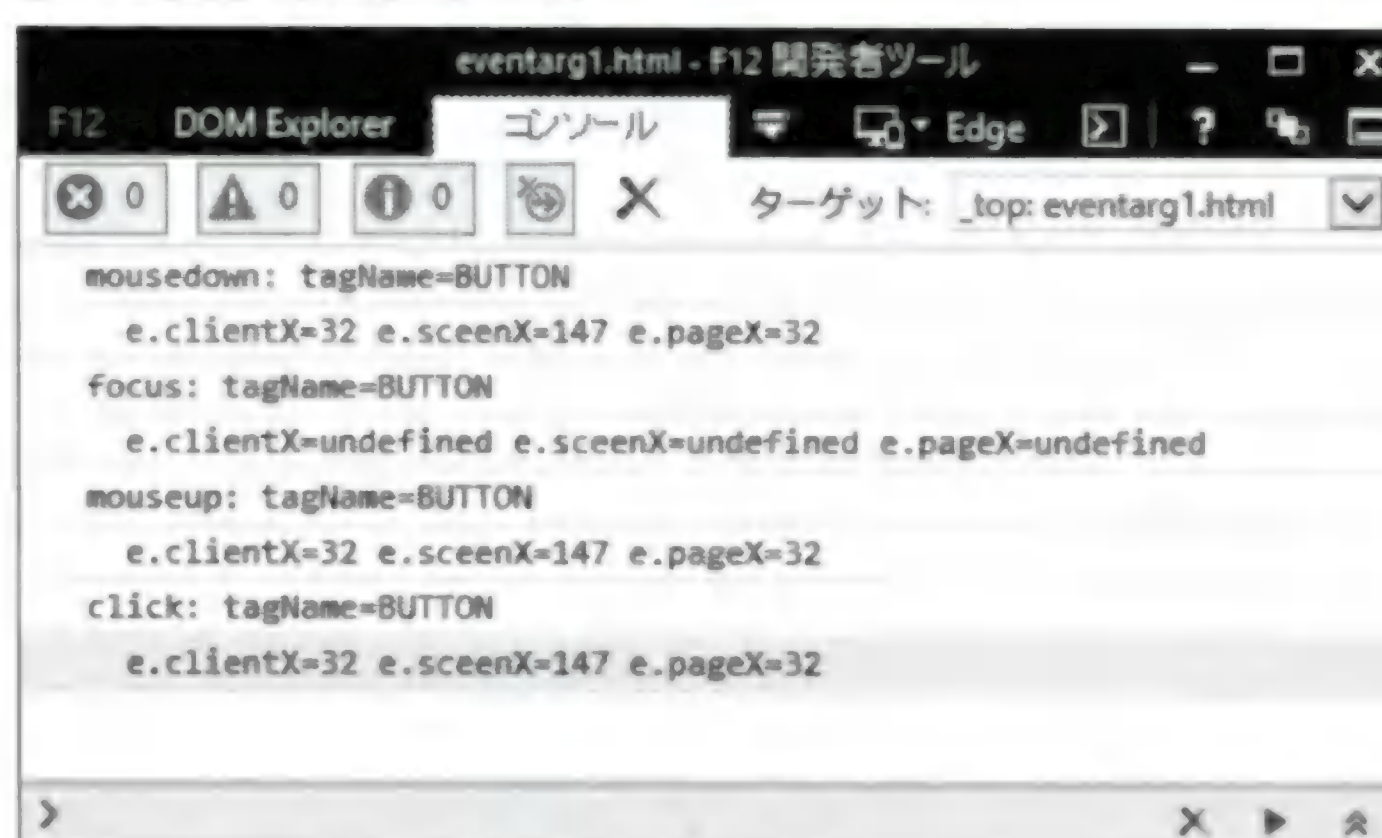 eventarg1.html - F12 開発者ツール
F12 DOM Explorer コンソール Edge ?
0 0 0 ターゲット: _top: eventarg1.html
mousedown: tagName=BUTTON
e.clientX=32 e.sceenX=147 e.pageX=32
focus: tagName=BUTTON
e.clientX=undefined e.sceenX=undefined e.pageX=undefined
mouseup: tagName=BUTTON
e.clientX=32 e.sceenX=147 e.pageX=32
click: tagName=BUTTON
e.clientX=32 e.sceenX=147 e.pageX=32